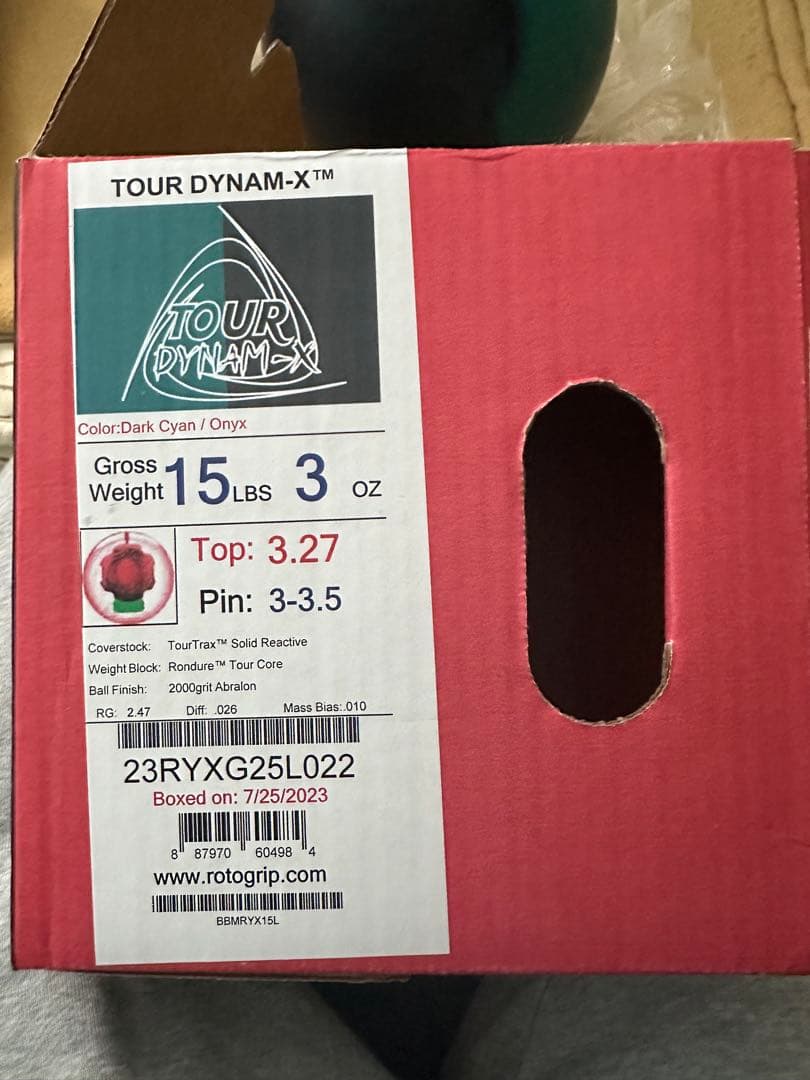 TOUR DYNAM-X™
TOUR
DYNAM-X
Color:Dark Cyan / Onyx
Gross Weight 15 LBS 3 OZ
Top: 3.27
Pin: 3-3.5
Coverstock: TourTrax™ Solid Reactive
Weight Block: Rondure™ Tour Core
Ball Finish: 2000grit Abralon
RG: 2.47 Diff: .026 Mass Bias:.010
23RYXG25L022
Boxed on: 7/25/2023
8 87970 60498 4
www.rotogrip.com
BBMRYX15L